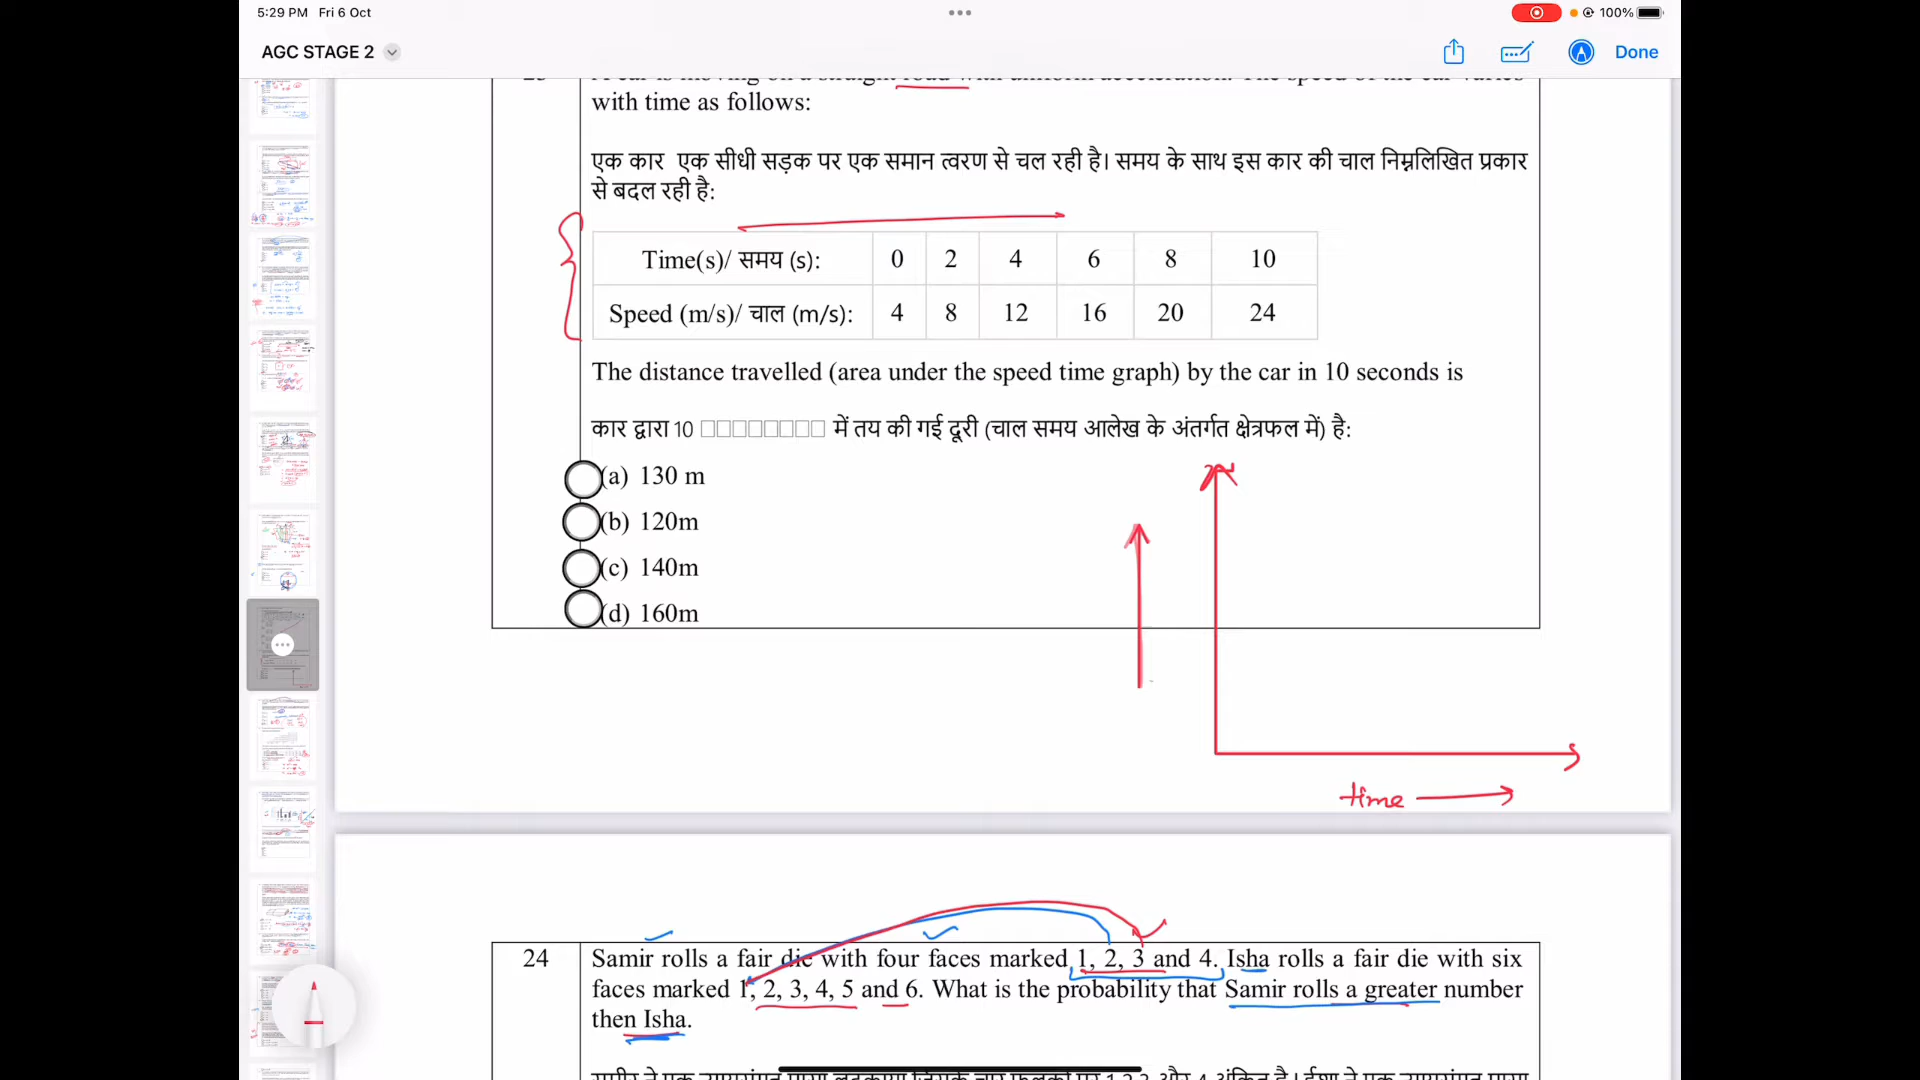 5:29 PM Fri 6 Oct
100%
AGC STAGE 2
Done
with time as follows:
एक कार एक सीधी सड़क पर एक समान त्वरण से चल रही है। समय के साथ इस कार की चाल निम्नलिखित प्रकार
से बदल रही है:
Time(s)/ समय (s): 0 2 4 6 8 10
Speed (m/s)/ चाल (m/s): 4 8 12 16 20 24
The distance travelled (area under the speed time graph) by the car in 10 seconds is
कार द्वारा 10 □□□□□□□□ में तय की गई दूरी (चाल समय आलेख के अंतर्गत क्षेत्रफल में) है:
(a) 130 m
(b) 120m
(c) 140m
(d) 160m
time
24 Samir rolls a fair die with four faces marked 1, 2, 3 and 4. Isha rolls a fair die with six
faces marked 1, 2, 3, 4, 5 and 6. What is the probability that Samir rolls a greater number
then Isha.